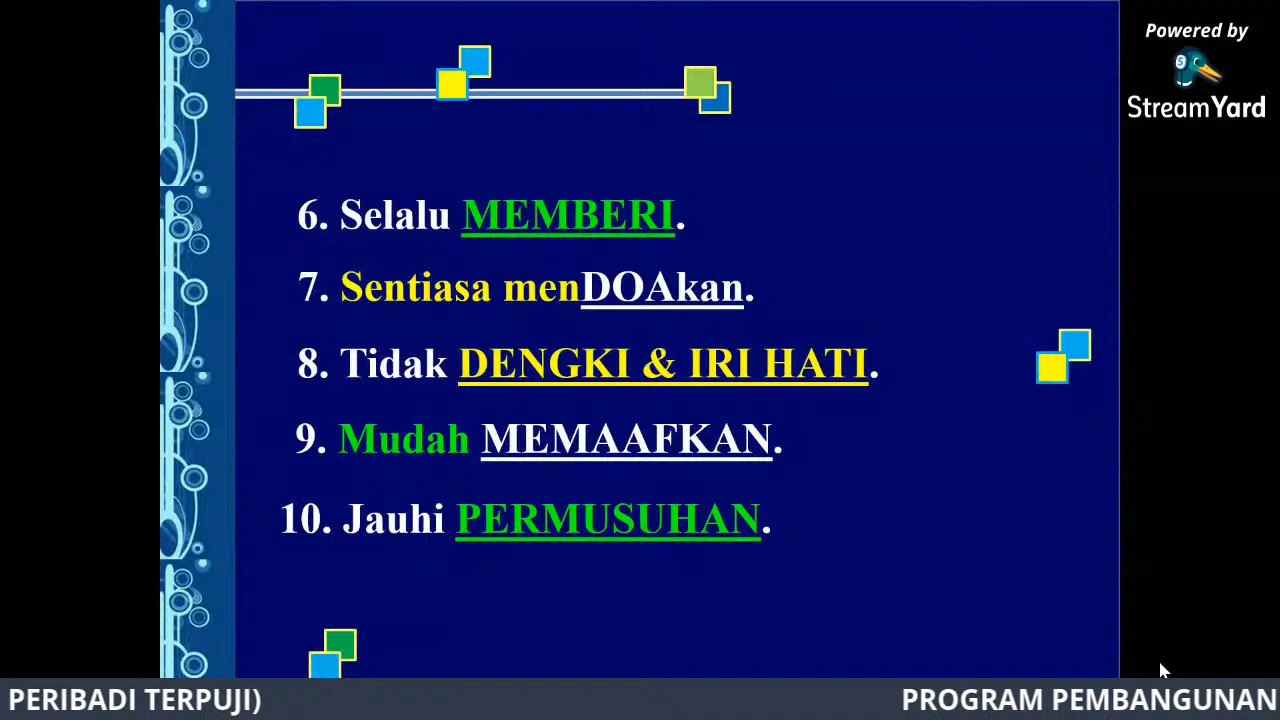 Powered by
StreamYard
6. Selalu MEMBERI.
7. Sentiasa menDOAkan.
8. Tidak DENGKI & IRI HATI.
9. Mudah MEMAAFKAN.
10. Jauhi PERMUSUHAN.
PERIBADI TERPUJI) PROGRAM PEMBANGUNAN